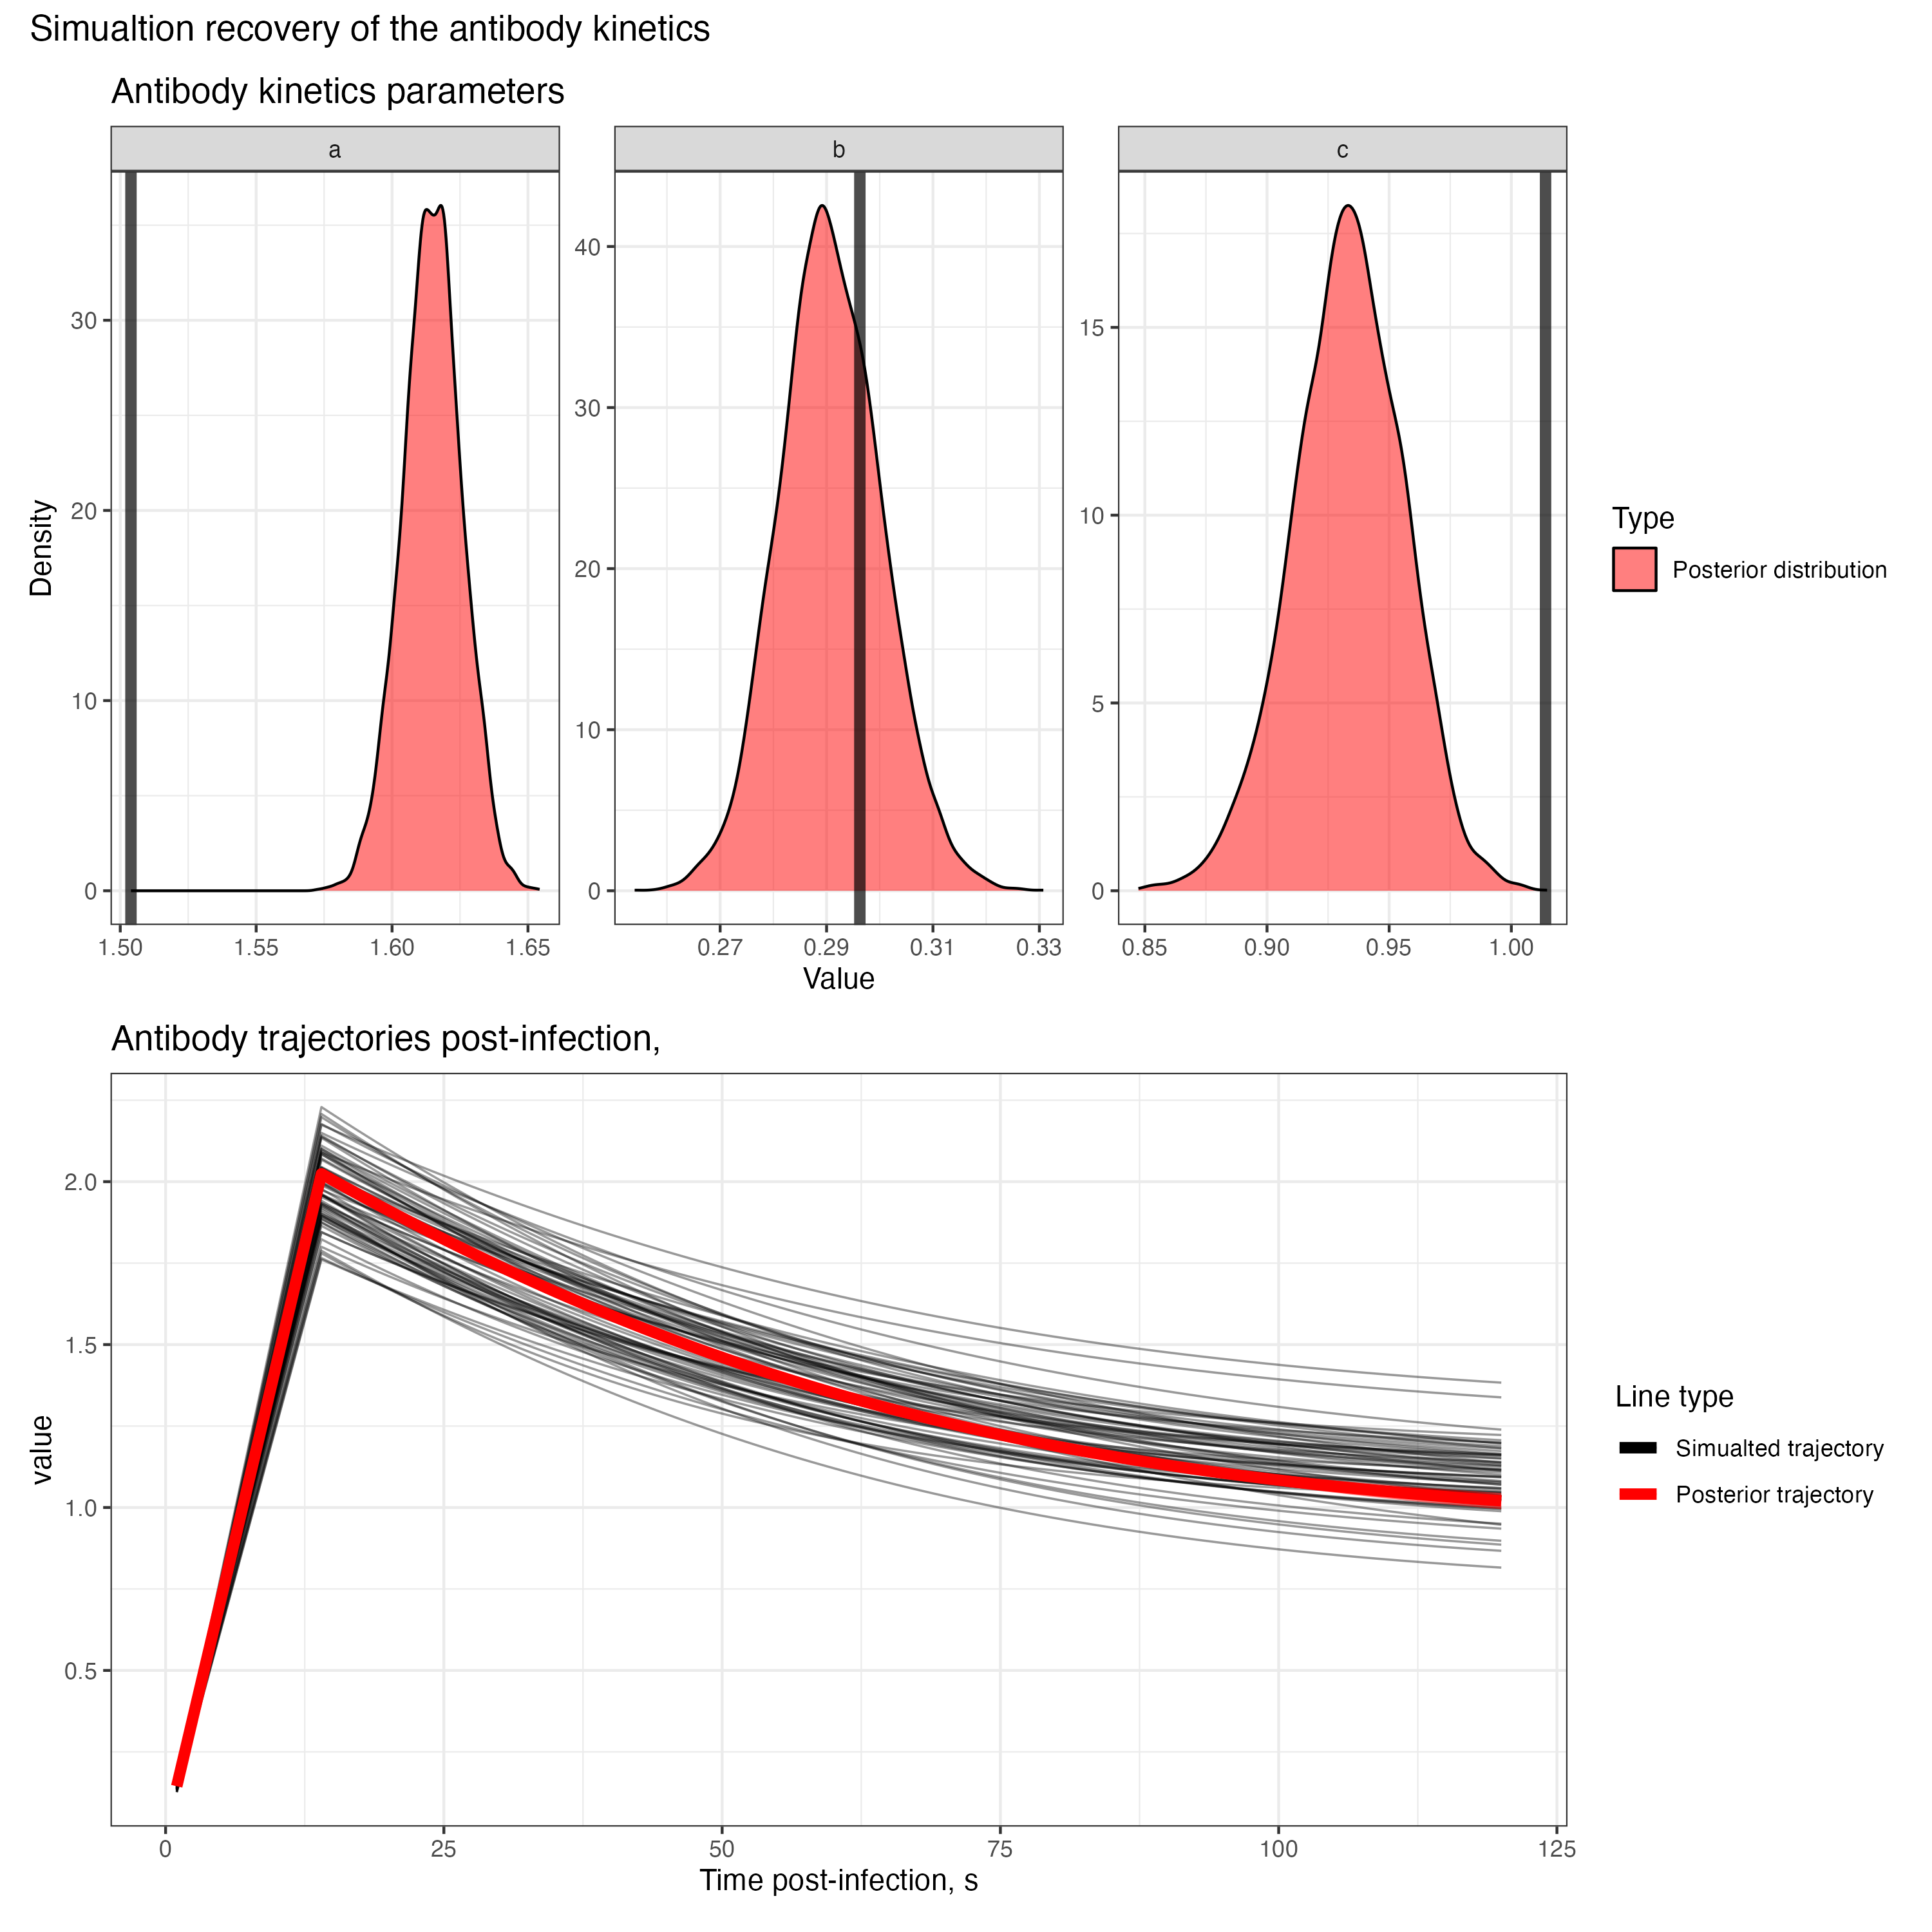 Simualtion recovery of the antibody kinetics
Antibody kinetics parameters
a b c
Density
30
20
10
0
40
30
20
10
0
15
10
5
0
1.50 1.55 1.60 1.65 0.27 0.29 0.31 0.33 0.85 0.90 0.95 1.00
Value
Type
Posterior distribution
Antibody trajectories post-infection,
value
2.0
1.5
1.0
0.5
0 25 50 75 100 125
Time post-infection, s
Line type
Simualted trajectory
Posterior trajectory